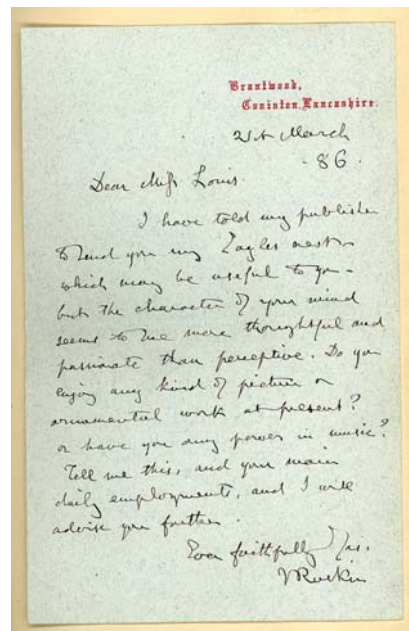 Brantwood,
Coniston, Lancashire.
21st March
86.
Dear Miss Louis
I have told my publisher
to send you my Eagles nest -
which may be useful to you -
but the character of your mind
seems to me more thoughtful and
passionate than perceptive. Do you
enjoy any kind of picture or
ornamental work at present?
or have you any power in music?
Tell me this, and your main
daily employments, and I will
advise you further.
Ever faithfully Yrs.
JRuskin